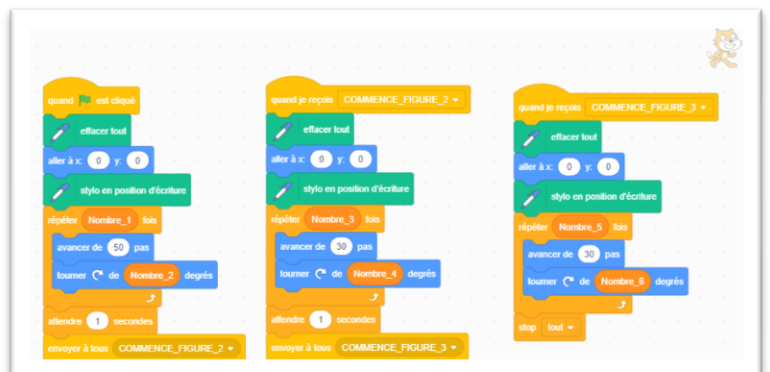 quand est cliqué
effacer tout
aller à x: 0 y: 0
stylo en position d'écriture
répéter Nombre_1 fois
avancer de 50 pas
tourner de Nombre_2 degrés
attendre 1 secondes
envoyer à tous COMMENCE_FIGURE_2
quand je reçois COMMENCE_FIGURE_2
effacer tout
aller à x: 0 y: 0
stylo en position d'écriture
répéter Nombre_3 fois
avancer de 30 pas
tourner de Nombre_4 degrés
attendre 1 secondes
envoyer à tous COMMENCE_FIGURE_3
quand je reçois COMMENCE_FIGURE_3
effacer tout
aller à x: 0 y: 0
stylo en position d'écriture
répéter Nombre_5 fois
avancer de 30 pas
tourner de Nombre_6 degrés
stop tout